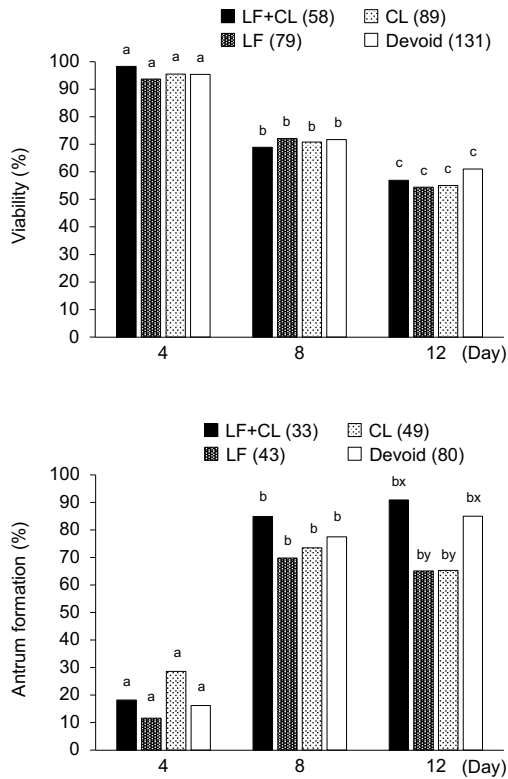 LF+CL (58) CL (89)
LF (79) Devoid (131)
100
90
80
70
60
50
40
30
20
10
0
Viability (%)
a a a a
b b b b
c c c c
4 8 12 (Day)
LF+CL (33) CL (49)
LF (43) Devoid (80)
100
90
80
70
60
50
40
30
20
10
0
Antrum formation (%)
a a a a
b b b b
bx by by bx
4 8 12 (Day)